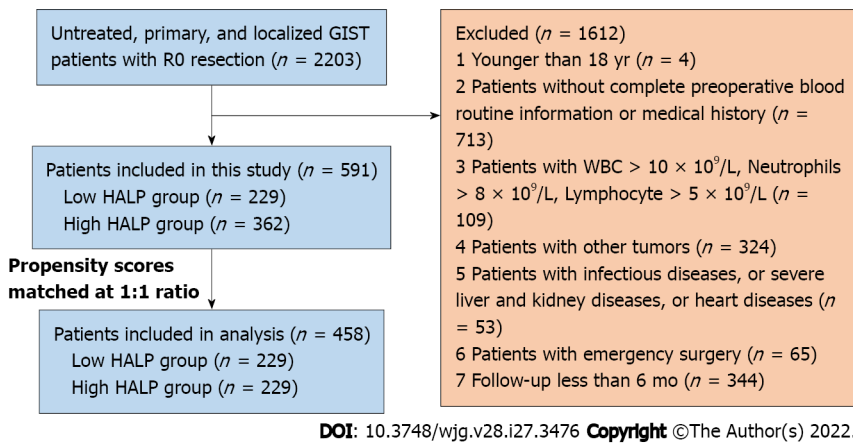 Untreated, primary, and localized GIST
patients with R0 resection (n = 2203)
Excluded (n = 1612)
1 Younger than 18 yr (n = 4)
2 Patients without complete preoperative blood
routine information or medical history (n =
713)
3 Patients with WBC > 10 × 10⁹/L, Neutrophils
> 8 × 10⁹/L, Lymphocyte > 5 × 10⁹/L (n =
109)
4 Patients with other tumors (n = 324)
5 Patients with infectious diseases, or severe
liver and kidney diseases, or heart diseases (n
= 53)
6 Patients with emergency surgery (n = 65)
7 Follow-up less than 6 mo (n = 344)
Patients included in this study (n = 591)
Low HALP group (n = 229)
High HALP group (n = 362)
Propensity scores
matched at 1:1 ratio
Patients included in analysis (n = 458)
Low HALP group (n = 229)
High HALP group (n = 229)
DOI: 10.3748/wjg.v28.i27.3476 Copyright ©The Author(s) 2022.